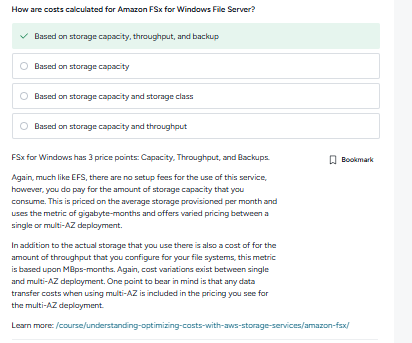 How are costs calculated for Amazon FSx for Windows File Server?
Based on storage capacity, throughput, and backup
Based on storage capacity
Based on storage capacity and storage class
Based on storage capacity and throughput
FSx for Windows has 3 price points: Capacity, Throughput, and Backups.
Bookmark
Again, much like EFS, there are no setup fees for the use of this service,
however, you do pay for the amount of storage capacity that you
consume. This is priced on the average storage provisioned per month and
uses the metric of gigabyte-months and offers varied pricing between a
single or multi-AZ deployment.
In addition to the actual storage that you use there is also a cost of for the
amount of throughput that you configure for your file systems, this metric
is based upon MBps-months. Again, cost variations exist between single
and multi-AZ deployment. One point to bear in mind is that any data
transfer costs when using multi-AZ is included in the pricing you see for
the multi-AZ deployment.
Learn more: /course/understanding-optimizing-costs-with-aws-storage-services/amazon-fsx/